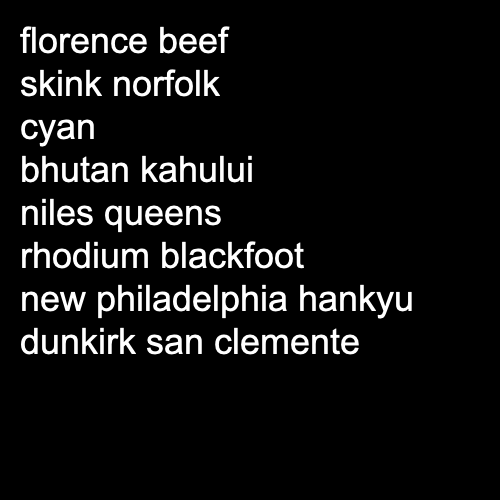 florence beef
skink norfolk
cyan
bhutan kahului
niles queens
rhodium blackfoot
new philadelphia hankyu
dunkirk san clemente